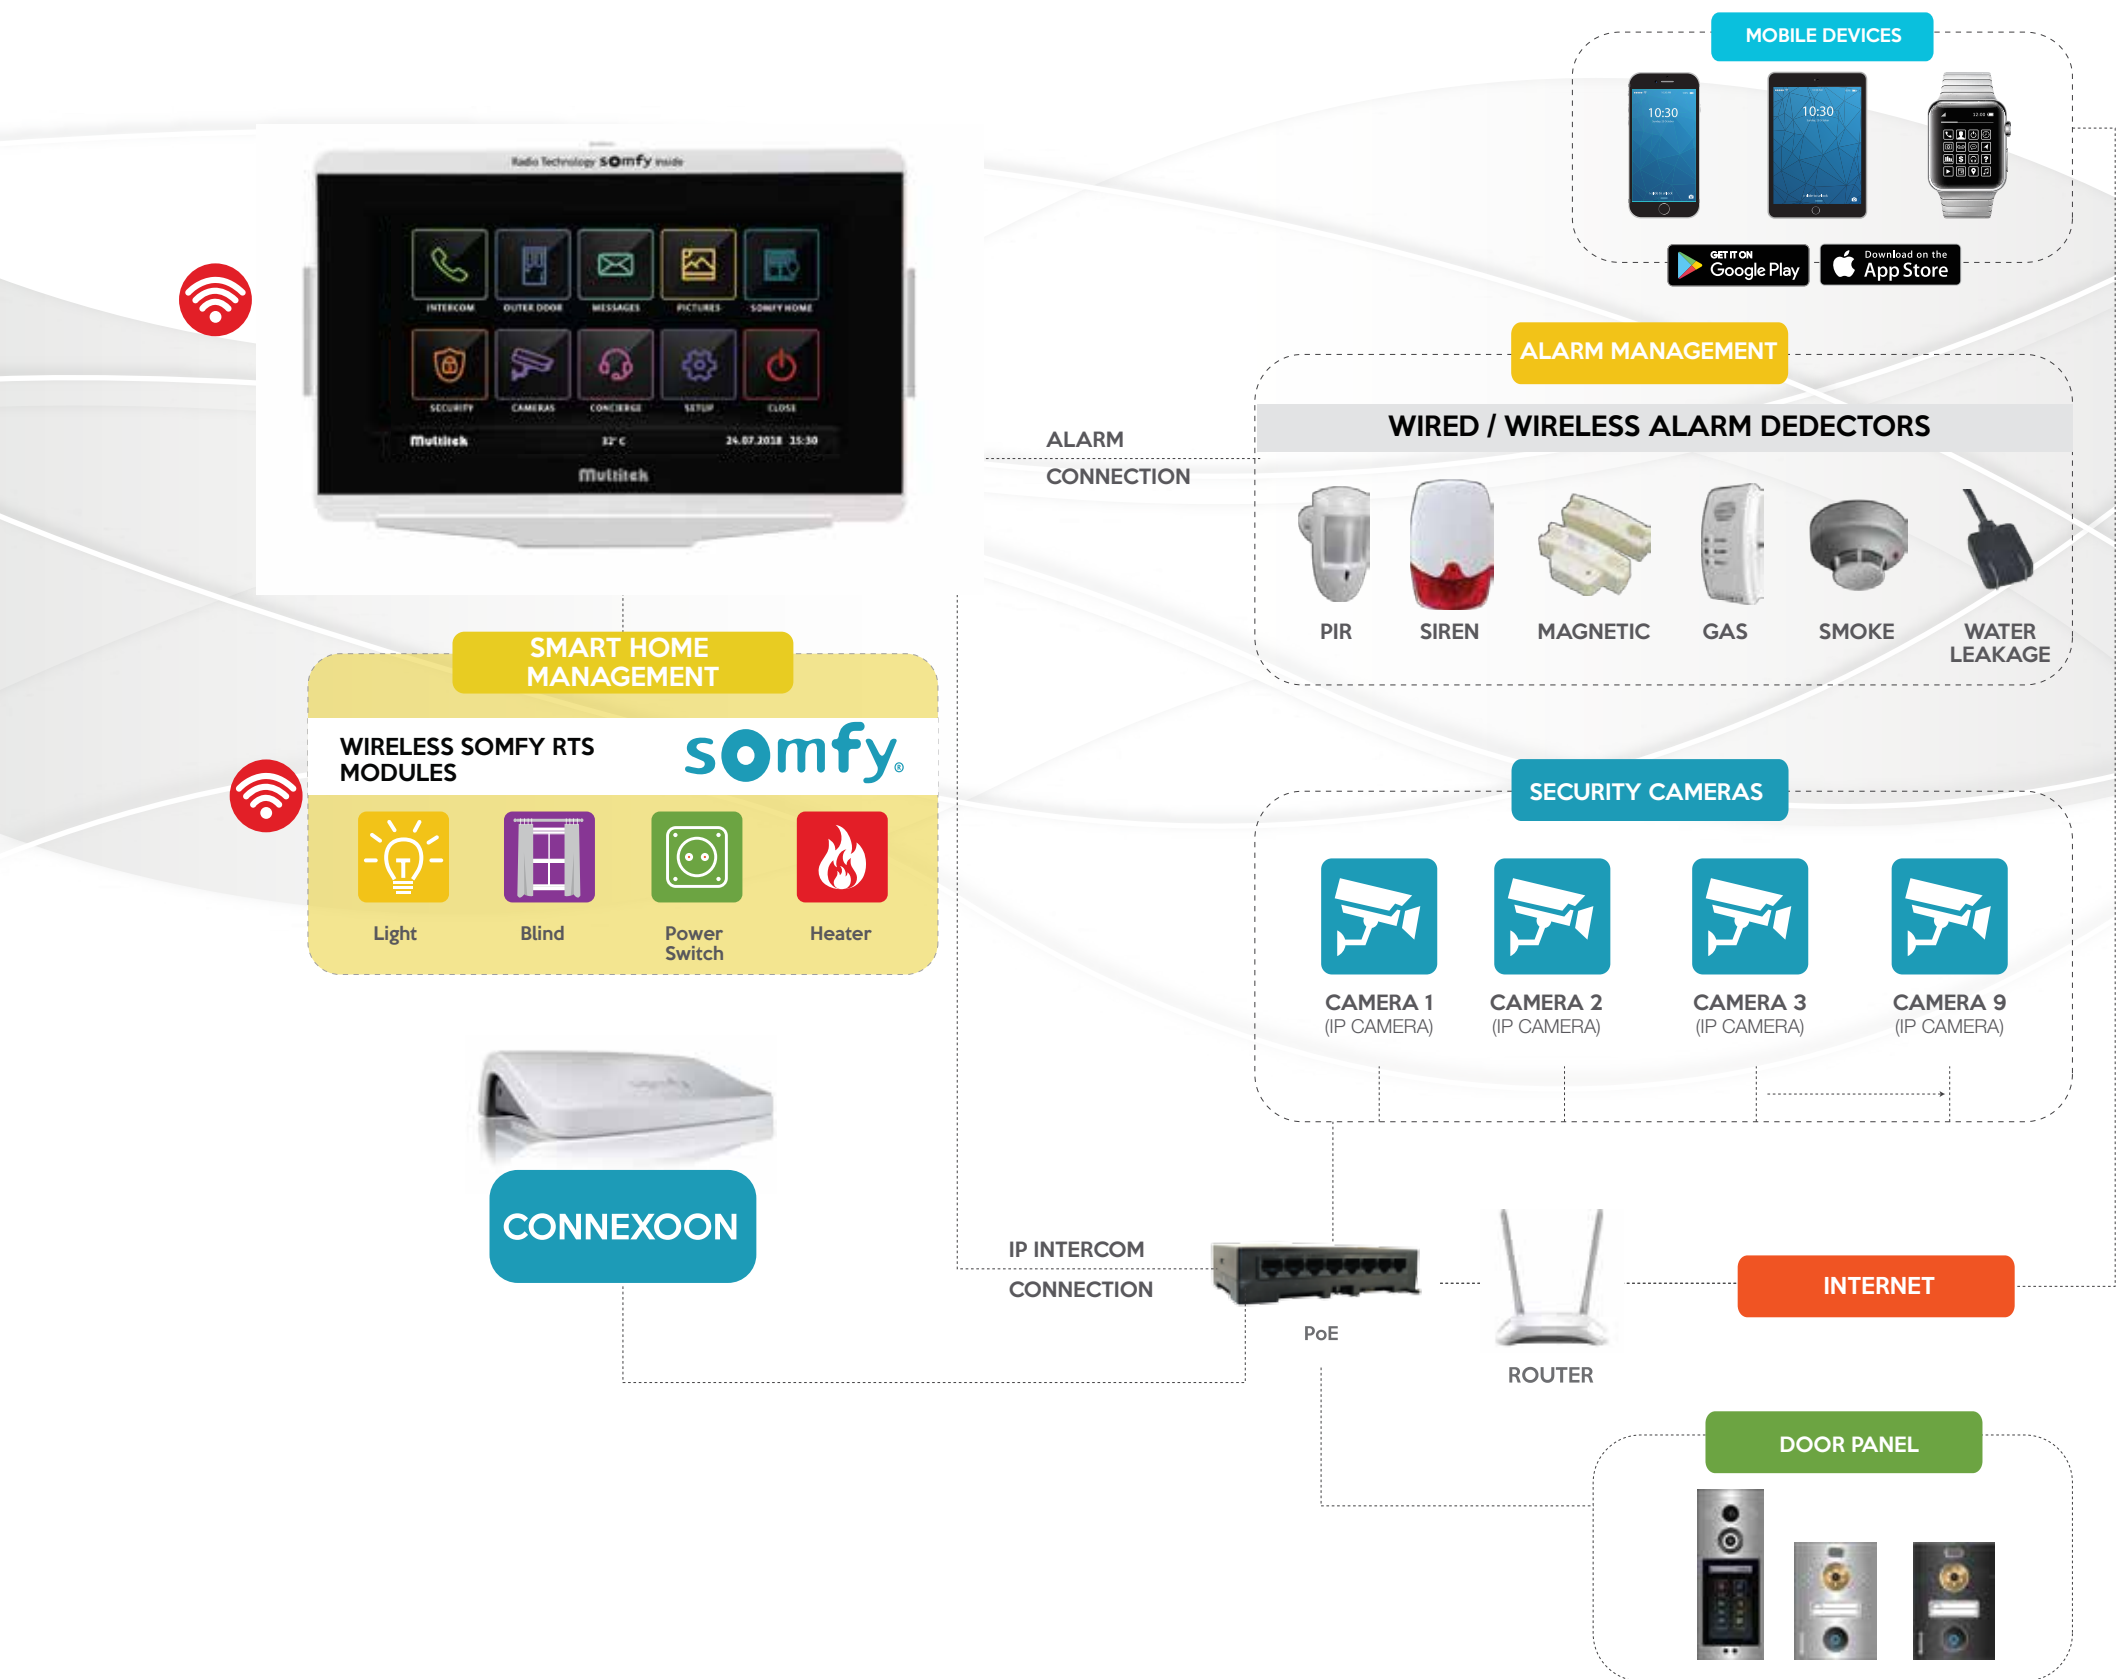 MOBILE DEVICES
10:30
10:30
12:00
GET IT ON
Google Play
Download on the
App Store
Radio Technology somfy inside
INTERCOM
OUTER DOOR
MESSAGES
PICTURES
SOMFY HOME
SECURITY
CAMERAS
CONCIERGE
SETUP
CLOSE
Multitek
32° C
24.07.2018 15:30
Multitek
ALARM MANAGEMENT
WIRED / WIRELESS ALARM DEDECTORS
ALARM
CONNECTION
PIR
SIREN
MAGNETIC
GAS
SMOKE
WATER
LEAKAGE
SMART HOME
MANAGEMENT
WIRELESS SOMFY RTS
MODULES
somfy®
Light
Blind
Power
Switch
Heater
SECURITY CAMERAS
CAMERA 1
(IP CAMERA)
CAMERA 2
(IP CAMERA)
CAMERA 3
(IP CAMERA)
CAMERA 9
(IP CAMERA)
somfy
CONNEXOON
IP INTERCOM
CONNECTION
PoE
ROUTER
INTERNET
DOOR PANEL